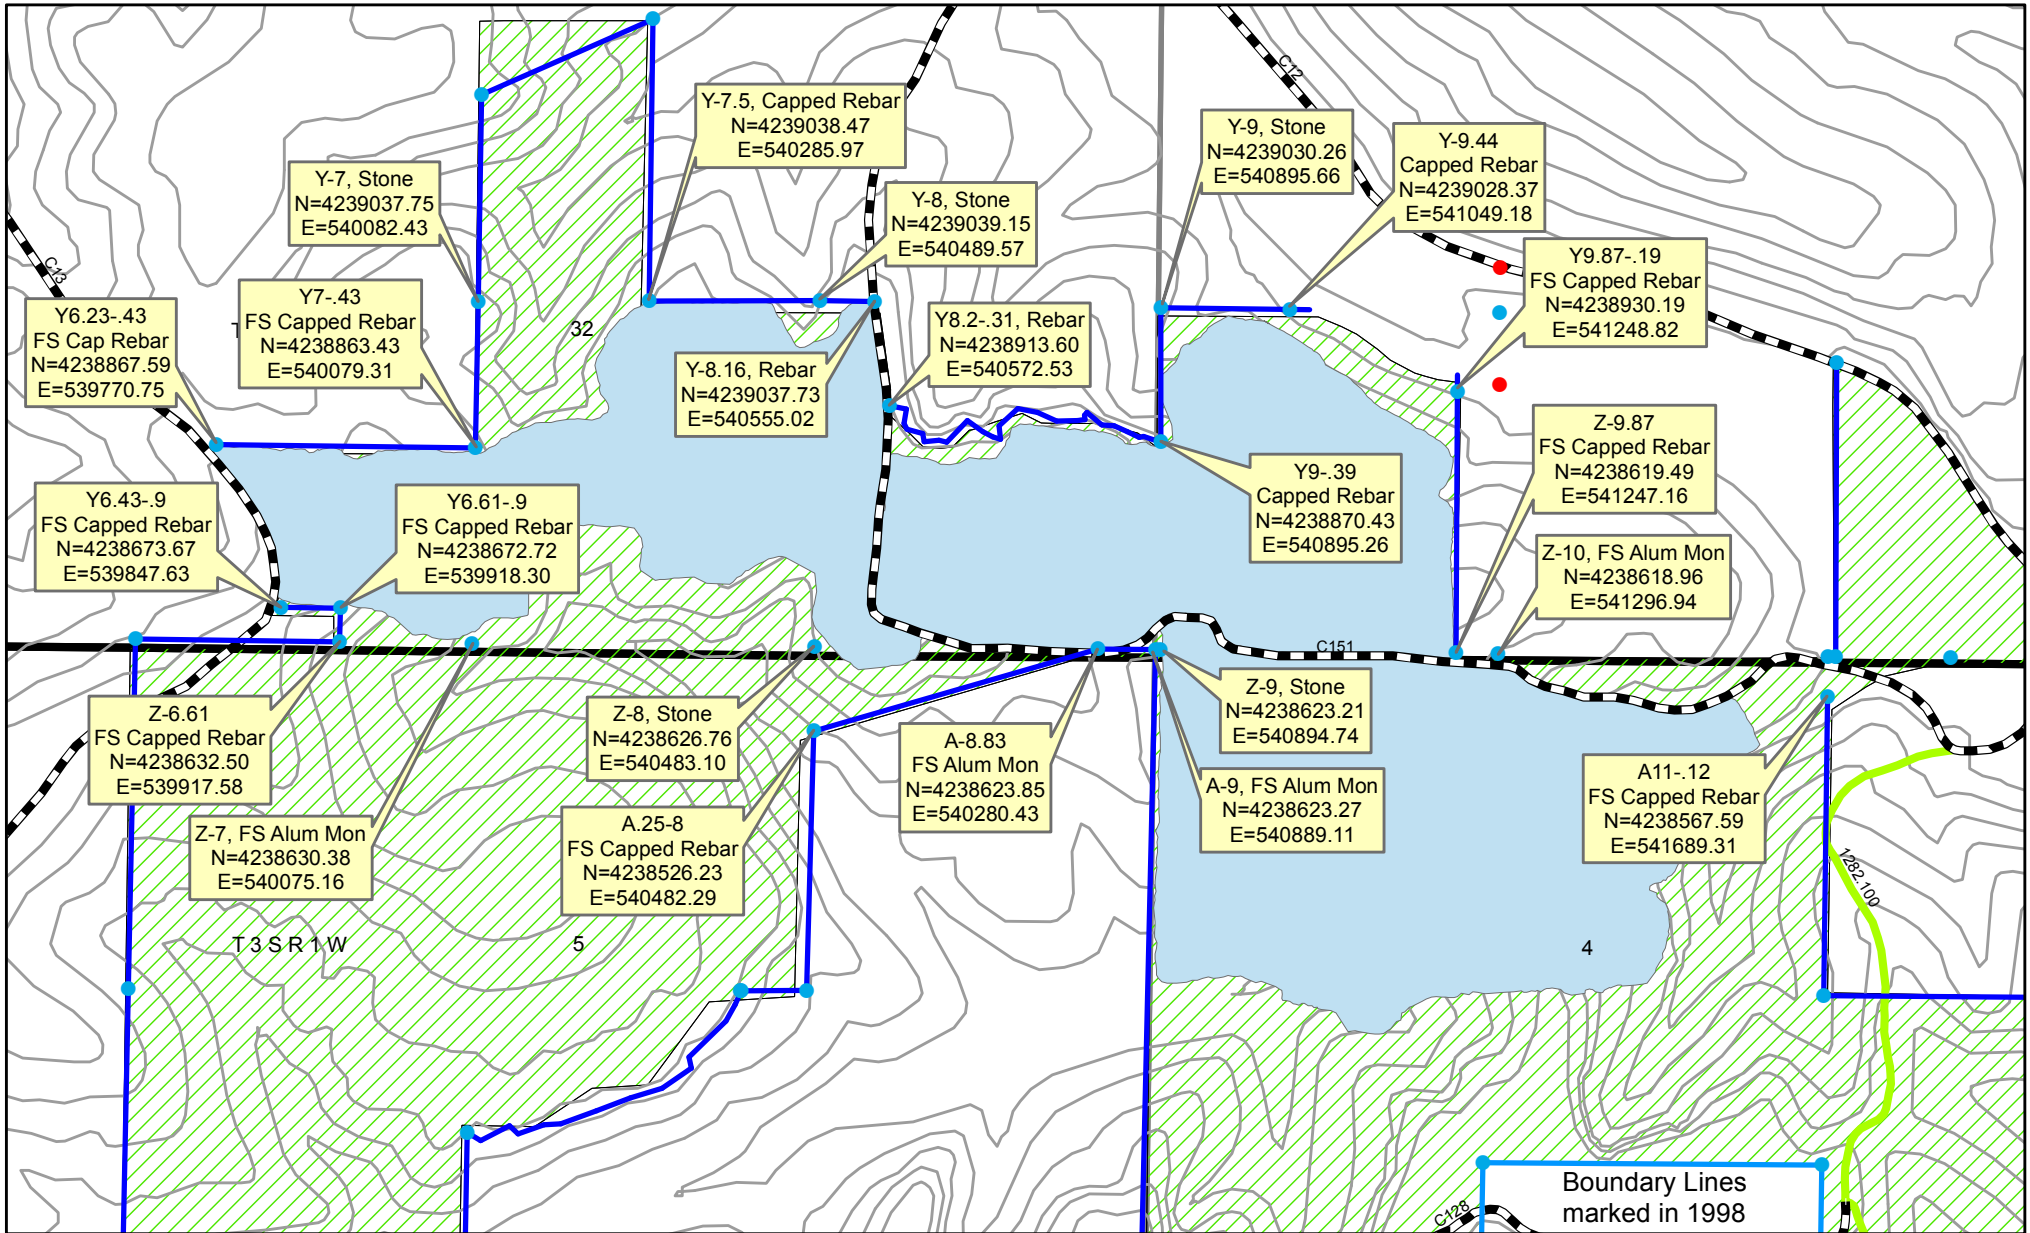 C12
Y-7.5, Capped Rebar
N=4239038.47
E=540285.97
Y-9, Stone
N=4239030.26
E=540895.66
Y-9.44
Capped Rebar
N=4239028.37
E=541049.18
Y-7, Stone
N=4239037.75
E=540082.43
Y-8, Stone
N=4239039.15
E=540489.57
Y9.87-.19
FS Capped Rebar
N=4238930.19
E=541248.82
C13
Y6.23-.43
FS Cap Rebar
N=4238867.59
E=539770.75
T
Y7-.43
FS Capped Rebar
N=4238863.43
E=540079.31
32
Y-8.16, Rebar
N=4239037.73
E=540555.02
Y8.2-.31, Rebar
N=4238913.60
E=540572.53
Z-9.87
FS Capped Rebar
N=4238619.49
E=541247.16
Y9-.39
Capped Rebar
N=4238870.43
E=540895.26
Y6.43-.9
FS Capped Rebar
N=4238673.67
E=539847.63
Y6.61-.9
FS Capped Rebar
N=4238672.72
E=539918.30
Z-10, FS Alum Mon
N=4238618.96
E=541296.94
C151
Z-6.61
FS Capped Rebar
N=4238632.50
E=539917.58
Z-8, Stone
N=4238626.76
E=540483.10
A-8.83
FS Alum Mon
N=4238623.85
E=540280.43
Z-9, Stone
N=4238623.21
E=540894.74
A-9, FS Alum Mon
N=4238623.27
E=540889.11
A11-.12
FS Capped Rebar
N=4238567.59
E=541689.31
Z-7, FS Alum Mon
N=4238630.38
E=540075.16
A.25-8
FS Capped Rebar
N=4238526.23
E=540482.29
1282.100
T 3 S R 1 W
5
4
Boundary Lines
marked in 1998
C128